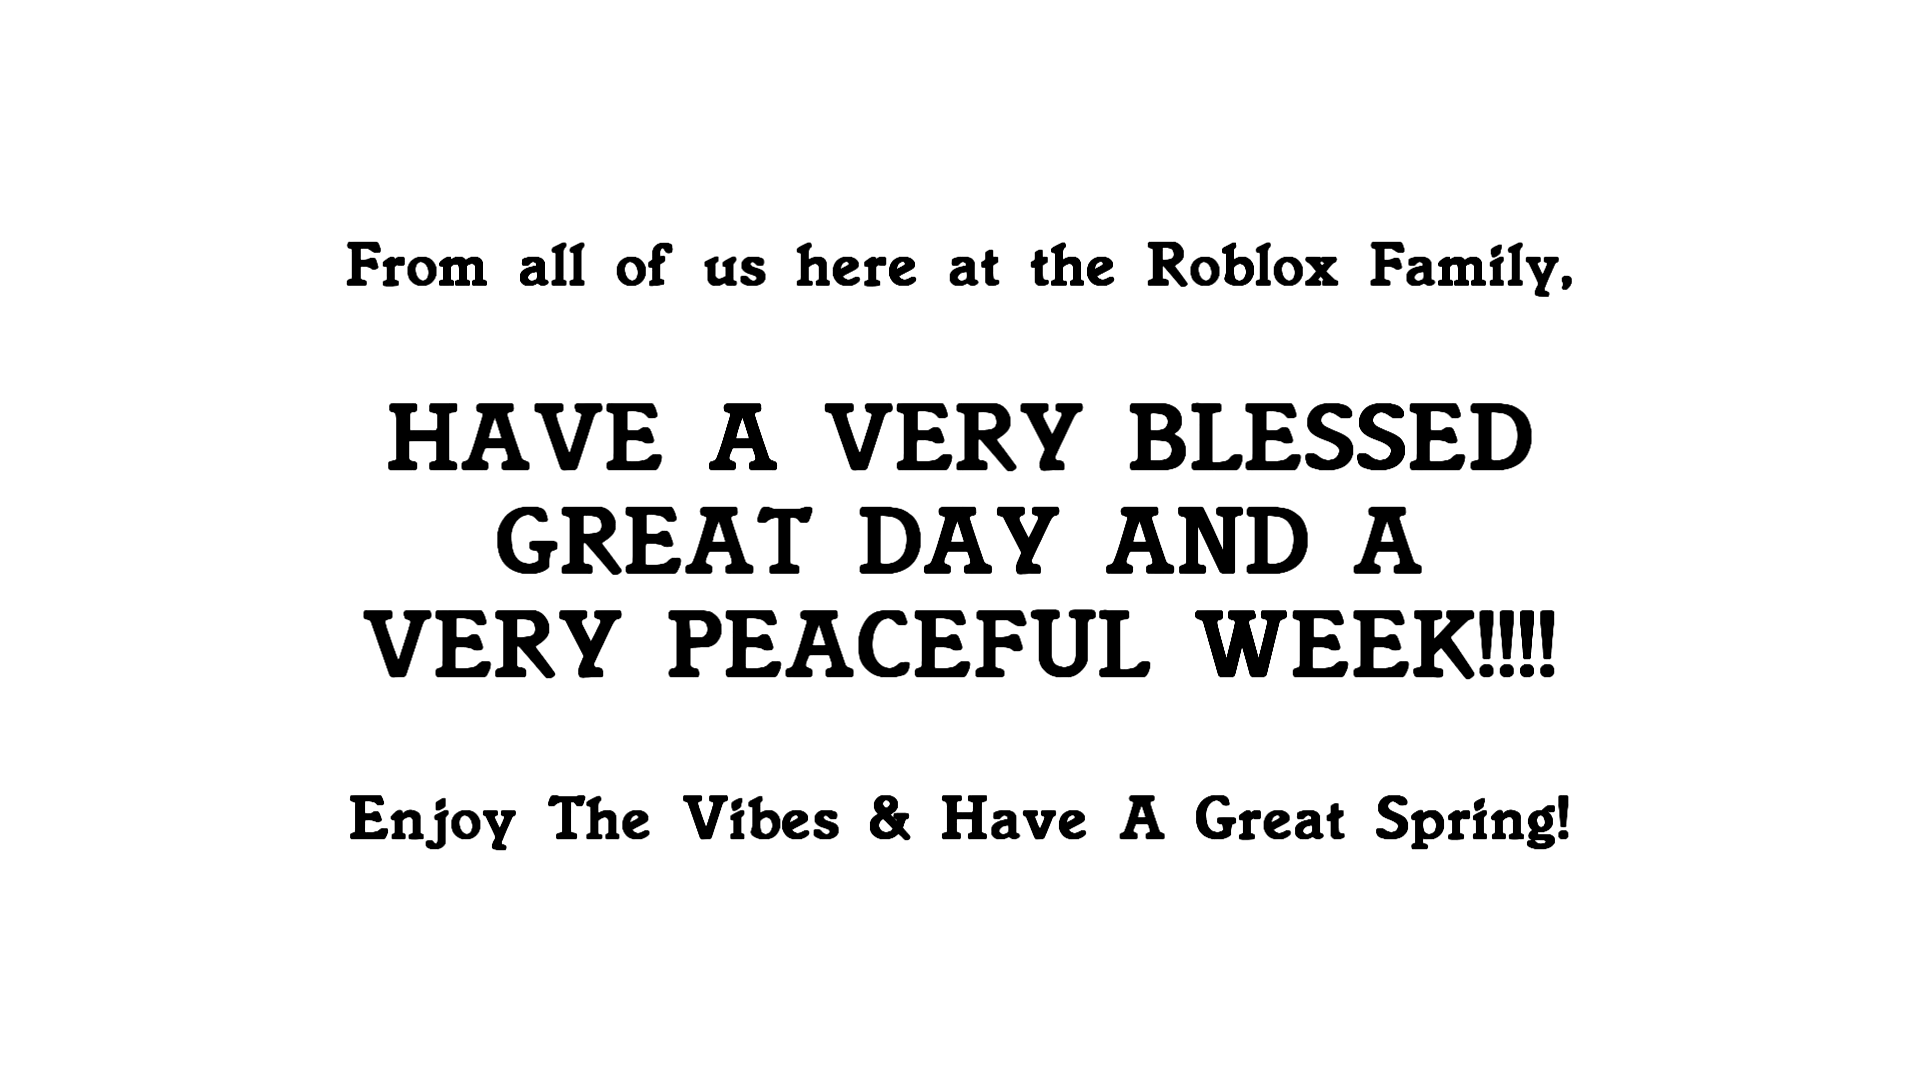 From all of us here at the Roblox Family,
HAVE A VERY BLESSED
GREAT DAY AND A
VERY PEACEFUL WEEK!!!!
Enjoy The Vibes & Have A Great Spring!